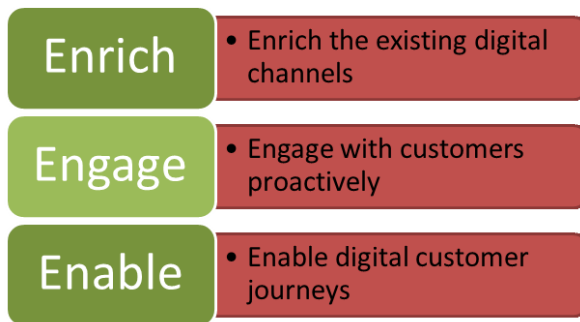 Enrich
• Enrich the existing digital
channels
Engage
• Engage with customers
proactively
Enable
• Enable digital customer
journeys